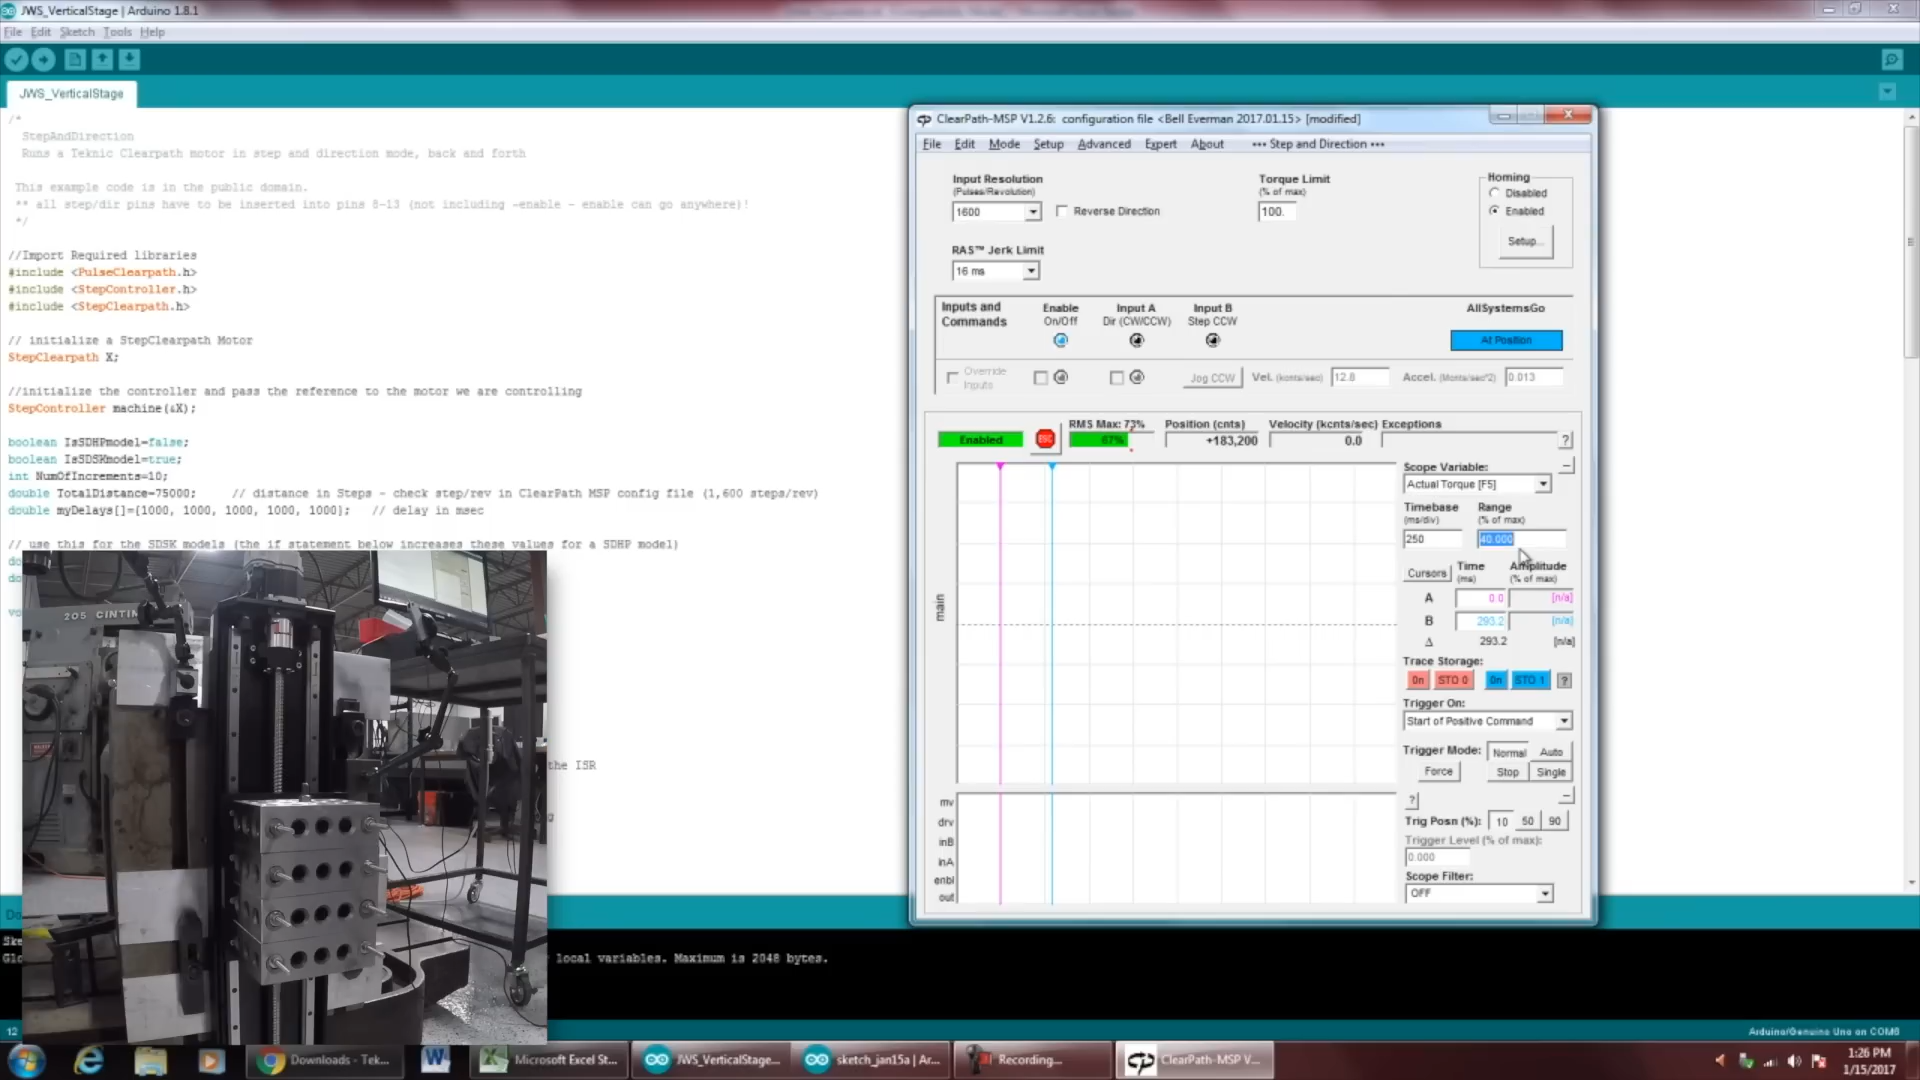 JWS_VerticalStage | Arduino 1.8.1
File Edit Sketch Tools Help
JWS_VerticalStage
/*
StepAndDirection
Runs a Teknic Clearpath motor in step and direction mode, back and forth
This example code is in the public domain.
** all step/dir pins have to be inserted into pins 8-13 (not including -enable - enable can go anywhere)!
*/
//Import Required libraries
#include <PulseClearpath.h>
#include <StepController.h>
#include <StepClearpath.h>
// initialize a StepClearpath Motor
StepClearpath X;
//initialize the controller and pass the reference to the motor we are controlling
StepController machine(&X);
boolean IsSDHPmodel=false;
boolean IsSDSKmodel=true;
int NumOfIncrements=10;
double TotalDistance=75000; // distance in Steps - check step/rev in ClearPath MSP config file (1,600 steps/rev)
double myDelays[]={1000, 1000, 1000, 1000, 1000}; // delay in msec
// use this for the SDSK models (the if statement below increases these values for a SDHP model)
205 CINTIN
the ISR
local variables. Maximum is 2048 bytes.
12
Arduino/Genuino Uno on COM6
ClearPath-MSP V1.2.6: configuration file <Bell Everman 2017.01.15> [modified]
File Edit Mode Setup Advanced Expert About ••• Step and Direction •••
Input Resolution
(Pulses/Revolution)
1600
Reverse Direction
Torque Limit
(% of max)
100.
Homing
Disabled
Enabled
Setup...
RAS™ Jerk Limit
16 ms
Inputs and Commands
Enable
On/Off
Input A
Dir (CW/CCW)
Input B
Step CCW
AllSystemsGo
At Position
Override Inputs
Jog CCW
Vel. (kcnts/sec) 12.8
Accel. (Mcnts/sec^2) 0.013
Enabled
RMS Max: 73%
67%
Position (cnts)
+183,200
Velocity (kcnts/sec)
0.0
Exceptions
?
Scope Variable:
Actual Torque [F5]
Timebase
(ms/div)
250
Range
(% of max)
40.000
Cursors
Time
(ms)
Amplitude
(% of max)
A 0.0 [n/a]
B 293.2 [n/a]
Δ 293.2 [n/a]
Trace Storage:
On STO 0 On STO 1 ?
Trigger On:
Start of Positive Command
Trigger Mode: Normal Auto
Force Stop Single
?
Trig Posn (%): 10 50 90
Trigger Level (% of max):
0.000
Scope Filter:
OFF
main
mv
drv
inB
inA
enbl
out
Downloads - Tek...
Microsoft Excel St...
JWS_VerticalStage...
sketch_jan15a | Ar...
Recording...
ClearPath-MSP V...
1:26 PM
1/15/2017